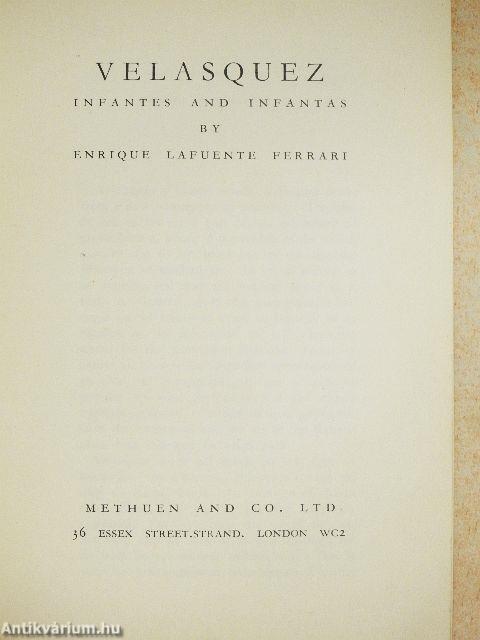 VELASQUEZ
INFANTES AND INFANTAS
BY
ENRIQUE LAFUENTE FERRARI
METHUEN AND CO. LTD.
36 ESSEX STREET.STRAND. LONDON WC2
Antikvárium.hu